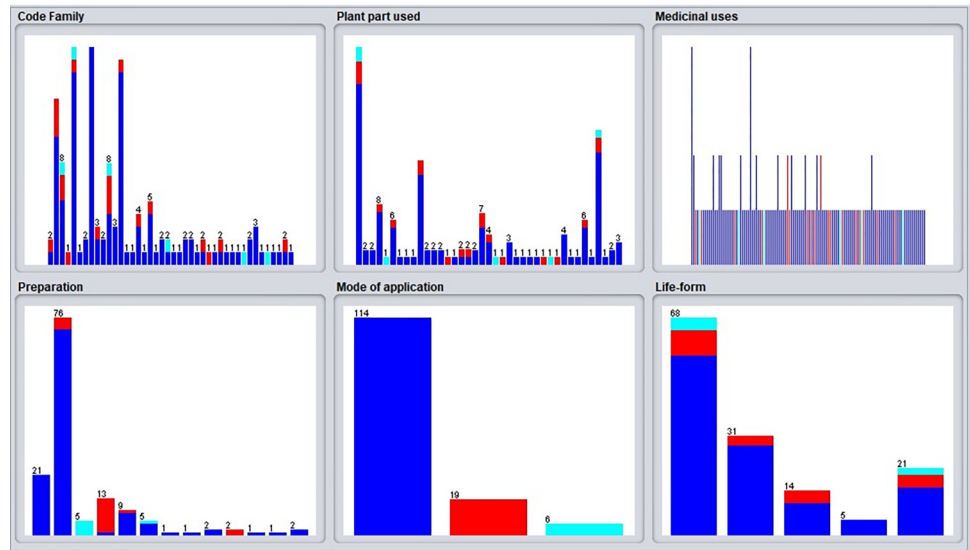 Code Family
Plant part used
Medicinal uses
2 8 1 1 2 3 8 3 1 1 4 1 5 1 2 2 1 1 2 2 1 2 1 1 2 1 1 1 1 2 3 1 1 1 1 2 1
2 2 8 1 6 1 1 1 2 2 2 1 1 2 2 2 7 4 1 1 3 1 1 1 1 1 1 1 4 1 1 6 1 2 3
Preparation
Mode of application
Life-form
21 76 5 13 9 5 1 1 2 2 1 1 2
114 19 6
68 31 14 5 21